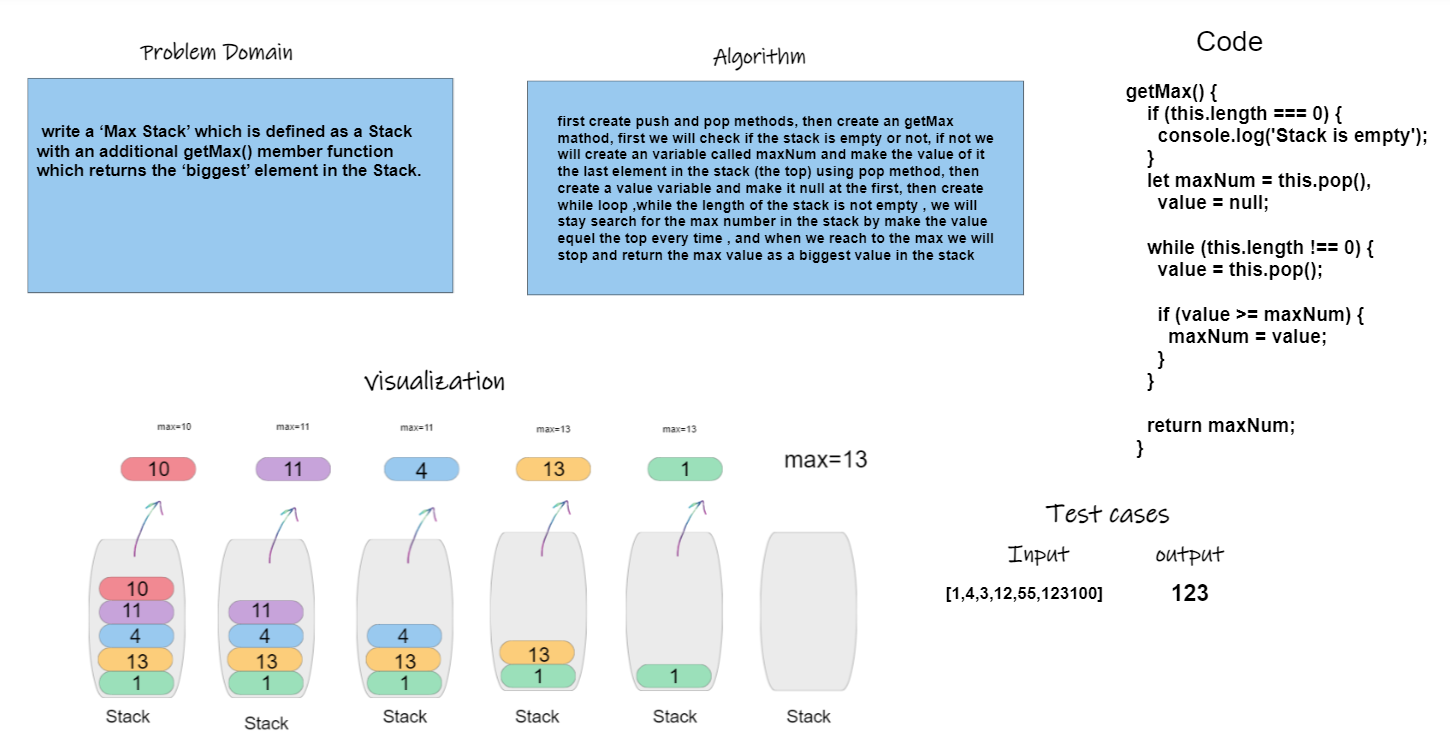 Problem Domain
write a ‘Max Stack’ which is defined as a Stack
with an additional getMax() member function
which returns the ‘biggest’ element in the Stack.
Algorithm
first create push and pop methods, then create an getMax
mathod, first we will check if the stack is empty or not, if not we
will create an variable called maxNum and make the value of it
the last element in the stack (the top) using pop method, then
create a value variable and make it null at the first, then create
while loop ,while the length of the stack is not empty , we will
stay search for the max number in the stack by make the value
equel the top every time , and when we reach to the max we will
stop and return the max value as a biggest value in the stack
Code
getMax() {
if (this.length === 0) {
console.log('Stack is empty');
}
let maxNum = this.pop(),
value = null;
while (this.length !== 0) {
value = this.pop();
if (value >= maxNum) {
maxNum = value;
}
}
return maxNum;
}
visualization
max=10 max=11 max=11 max=13 max=13
10 11 4 13 1 max=13
10
11 11
4 4 4
13 13 13 13
1 1 1 1 1
Stack Stack Stack Stack Stack Stack
Test cases
Input output
[1,4,3,12,55,123100] 123